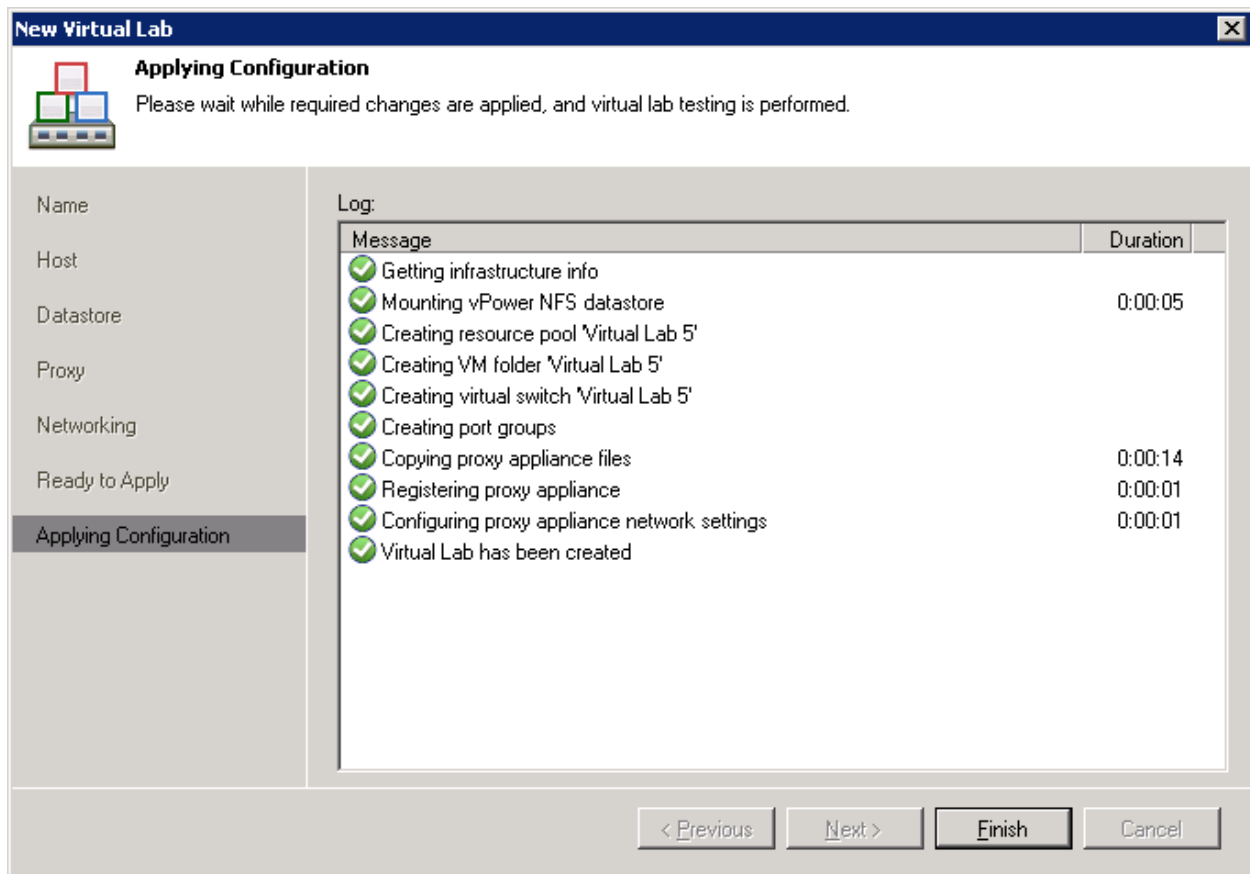 New Virtual Lab
Applying Configuration
Please wait while required changes are applied, and virtual lab testing is performed.
Name
Host
Datastore
Proxy
Networking
Ready to Apply
Applying Configuration
Log:
Message Duration
Getting infrastructure info
Mounting vPower NFS datastore 0:00:05
Creating resource pool 'Virtual Lab 5'
Creating VM folder 'Virtual Lab 5'
Creating virtual switch 'Virtual Lab 5'
Creating port groups
Copying proxy appliance files 0:00:14
Registering proxy appliance 0:00:01
Configuring proxy appliance network settings 0:00:01
Virtual Lab has been created
< Previous Next > Finish Cancel